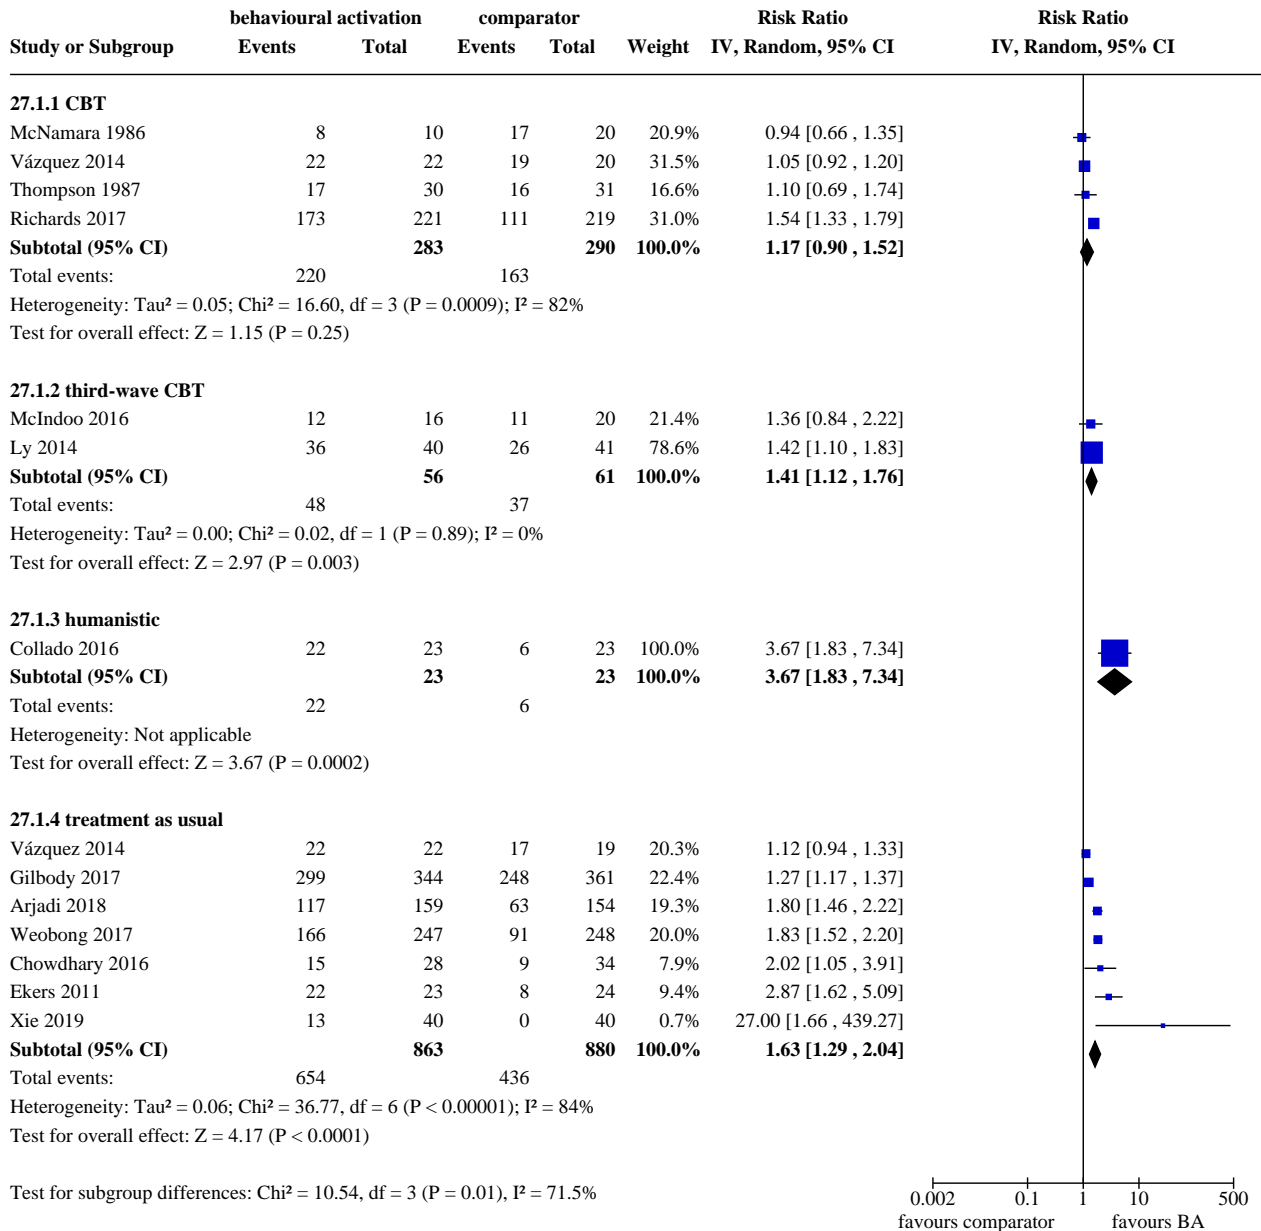 behavioural activation comparator Risk Ratio Risk Ratio
Study or Subgroup Events Total Events Total Weight IV, Random, 95% CI IV, Random, 95% CI
27.1.1 CBT
McNamara 1986 8 10 17 20 20.9% 0.94 [0.66 , 1.35]
Vázquez 2014 22 22 19 20 31.5% 1.05 [0.92 , 1.20]
Thompson 1987 17 30 16 31 16.6% 1.10 [0.69 , 1.74]
Richards 2017 173 221 111 219 31.0% 1.54 [1.33 , 1.79]
Subtotal (95% CI) 283 290 100.0% 1.17 [0.90 , 1.52]
Total events: 220 163
Heterogeneity: Tau² = 0.05; Chi² = 16.60, df = 3 (P = 0.0009); I² = 82%
Test for overall effect: Z = 1.15 (P = 0.25)
27.1.2 third-wave CBT
McIndoo 2016 12 16 11 20 21.4% 1.36 [0.84 , 2.22]
Ly 2014 36 40 26 41 78.6% 1.42 [1.10 , 1.83]
Subtotal (95% CI) 56 61 100.0% 1.41 [1.12 , 1.76]
Total events: 48 37
Heterogeneity: Tau² = 0.00; Chi² = 0.02, df = 1 (P = 0.89); I² = 0%
Test for overall effect: Z = 2.97 (P = 0.003)
27.1.3 humanistic
Collado 2016 22 23 6 23 100.0% 3.67 [1.83 , 7.34]
Subtotal (95% CI) 23 23 100.0% 3.67 [1.83 , 7.34]
Total events: 22 6
Heterogeneity: Not applicable
Test for overall effect: Z = 3.67 (P = 0.0002)
27.1.4 treatment as usual
Vázquez 2014 22 22 17 19 20.3% 1.12 [0.94 , 1.33]
Gilbody 2017 299 344 248 361 22.4% 1.27 [1.17 , 1.37]
Arjadi 2018 117 159 63 154 19.3% 1.80 [1.46 , 2.22]
Weobong 2017 166 247 91 248 20.0% 1.83 [1.52 , 2.20]
Chowdhary 2016 15 28 9 34 7.9% 2.02 [1.05 , 3.91]
Ekers 2011 22 23 8 24 9.4% 2.87 [1.62 , 5.09]
Xie 2019 13 40 0 40 0.7% 27.00 [1.66 , 439.27]
Subtotal (95% CI) 863 880 100.0% 1.63 [1.29 , 2.04]
Total events: 654 436
Heterogeneity: Tau² = 0.06; Chi² = 36.77, df = 6 (P < 0.00001); I² = 84%
Test for overall effect: Z = 4.17 (P < 0.0001)
Test for subgroup differences: Chi² = 10.54, df = 3 (P = 0.01), I² = 71.5%
0.002 0.1 1 10 500
favours comparator favours BA